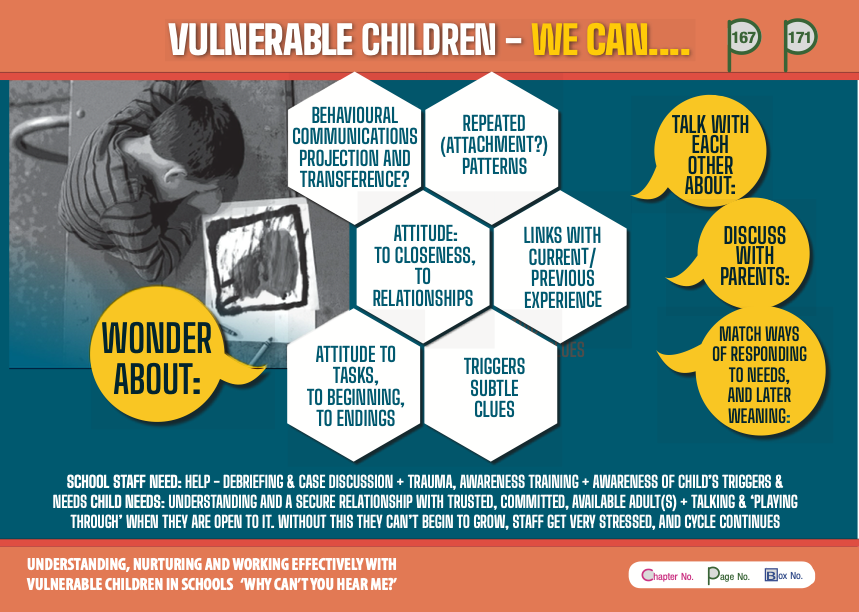 VULNERABLE CHILDREN – WE CAN....
167
171
BEHAVIOURAL
COMMUNICATIONS
PROJECTION AND
TRANSFERENCE?
REPEATED
(ATTACHMENT?)
PATTERNS
ATTITUDE:
TO CLOSENESS,
TO
RELATIONSHIPS
LINKS WITH
CURRENT/
PREVIOUS
EXPERIENCE
ATTITUDE TO
TASKS,
TO BEGINNING,
TO ENDINGS
TRIGGERS
SUBTLE
CLUES
WONDER
ABOUT:
TALK WITH
EACH
OTHER
ABOUT:
DISCUSS
WITH
PARENTS:
MATCH WAYS
OF RESPONDING
TO NEEDS,
AND LATER
WEANING:
SCHOOL STAFF NEED: HELP – DEBRIEFING & CASE DISCUSSION + TRAUMA, AWARENESS TRAINING + AWARENESS OF CHILD'S TRIGGERS &
NEEDS CHILD NEEDS: UNDERSTANDING AND A SECURE RELATIONSHIP WITH TRUSTED, COMMITTED, AVAILABLE ADULT(S) + TALKING & 'PLAYING
THROUGH' WHEN THEY ARE OPEN TO IT. WITHOUT THIS THEY CAN'T BEGIN TO GROW, STAFF GET VERY STRESSED, AND CYCLE CONTINUES
UNDERSTANDING, NURTURING AND WORKING EFFECTIVELY WITH
VULNERABLE CHILDREN IN SCHOOLS 'WHY CAN'T YOU HEAR ME?'
Chapter No. Page No. Box No.